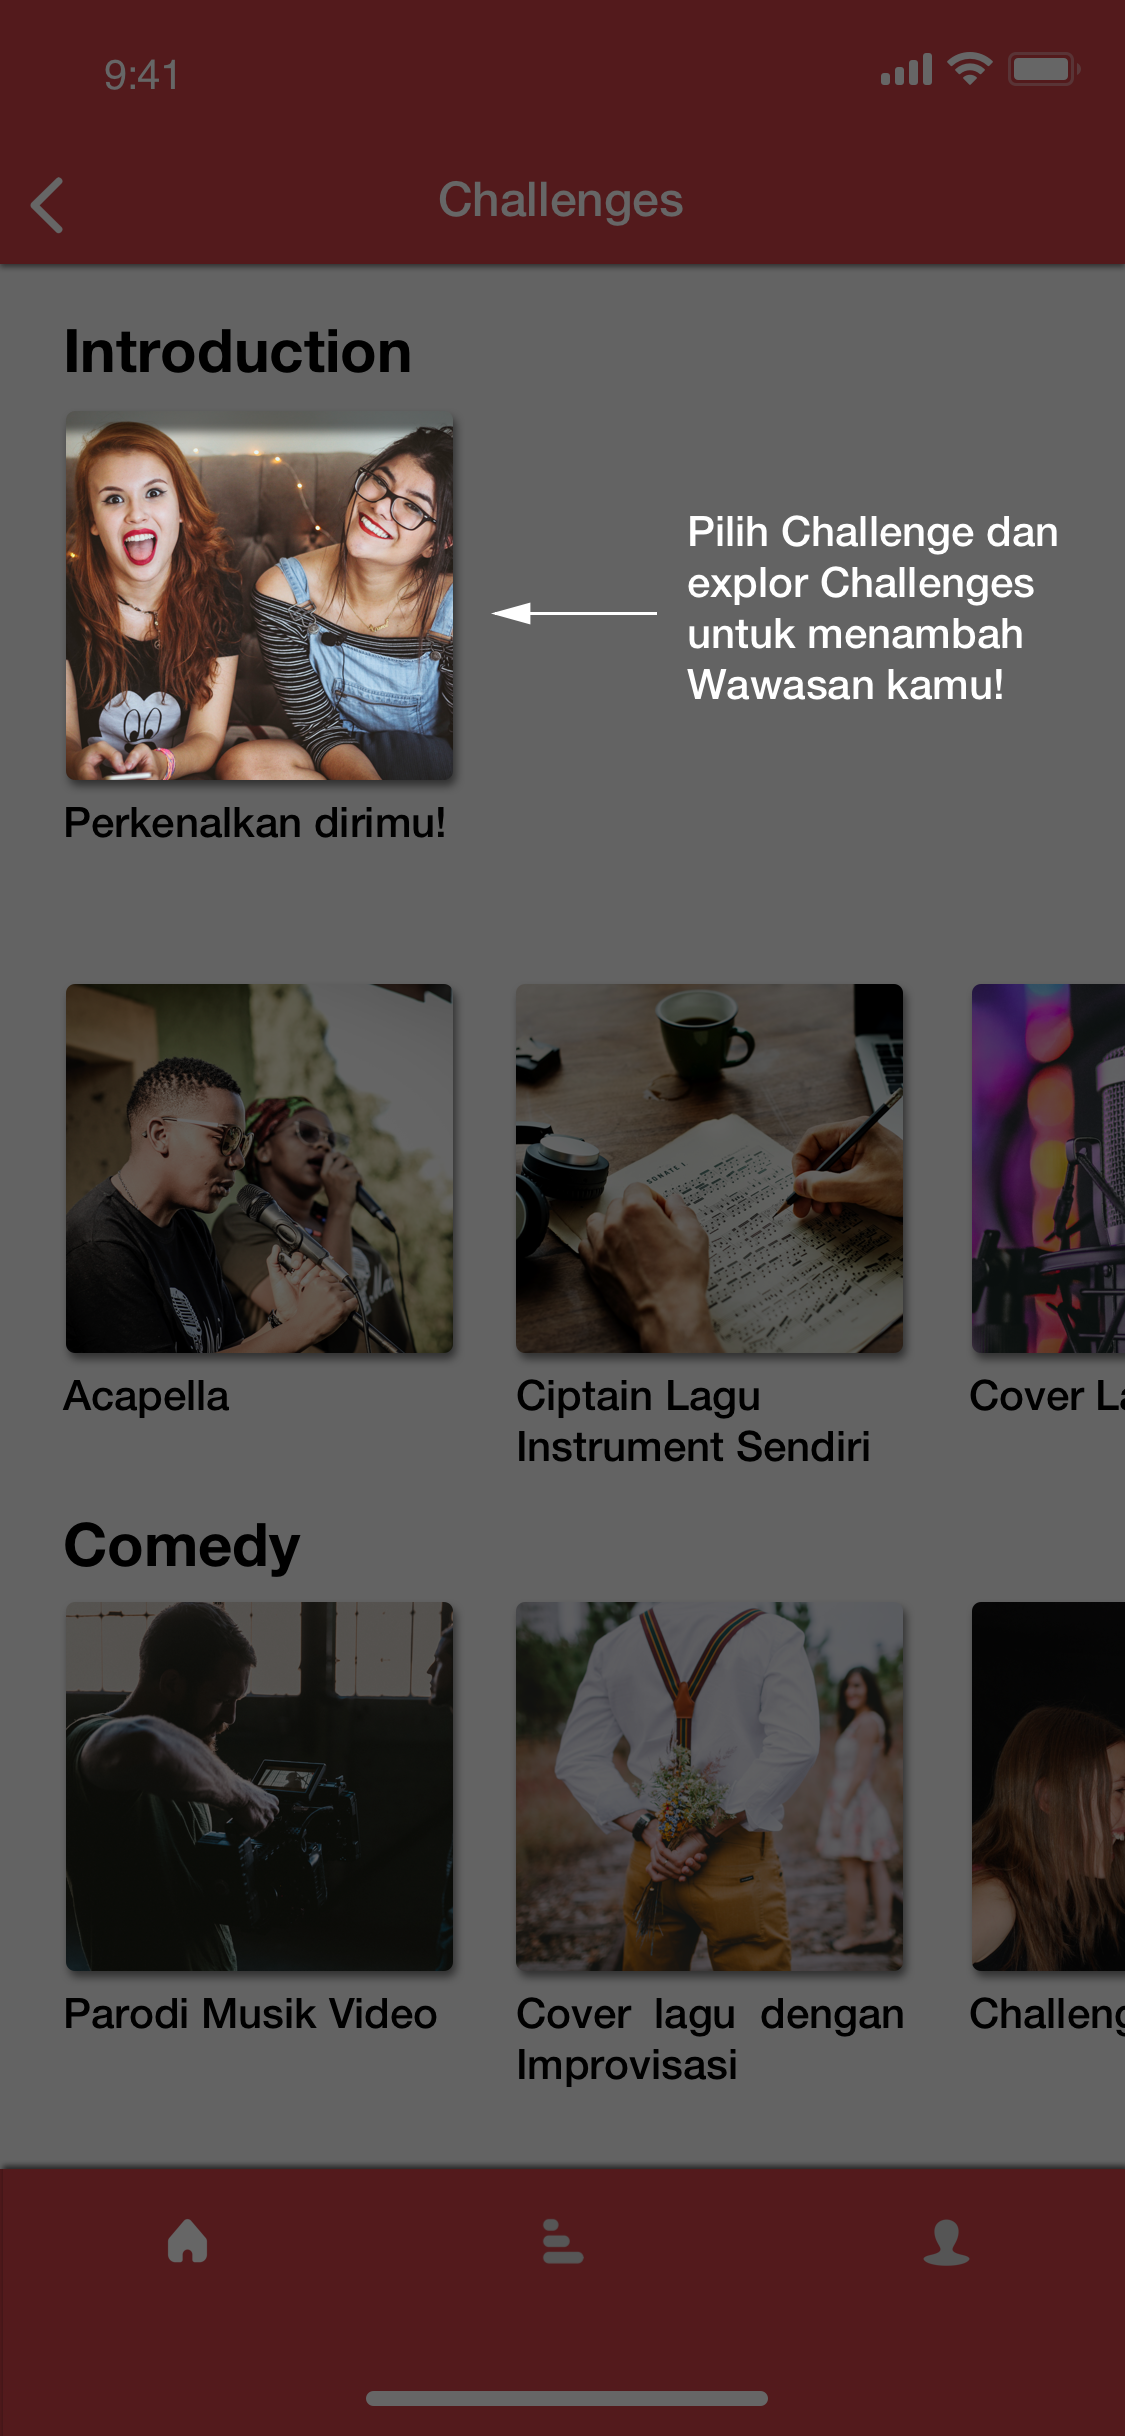 9:41
Challenges
Introduction
Pilih Challenge dan
explor Challenges
untuk menambah
Wawasan kamu!
Perkenalkan dirimu!
SONATE I
Acapella
Ciptain Lagu
Instrument Sendiri
Cover La
Comedy
Parodi Musik Video
Cover lagu dengan
Improvisasi
Challeng